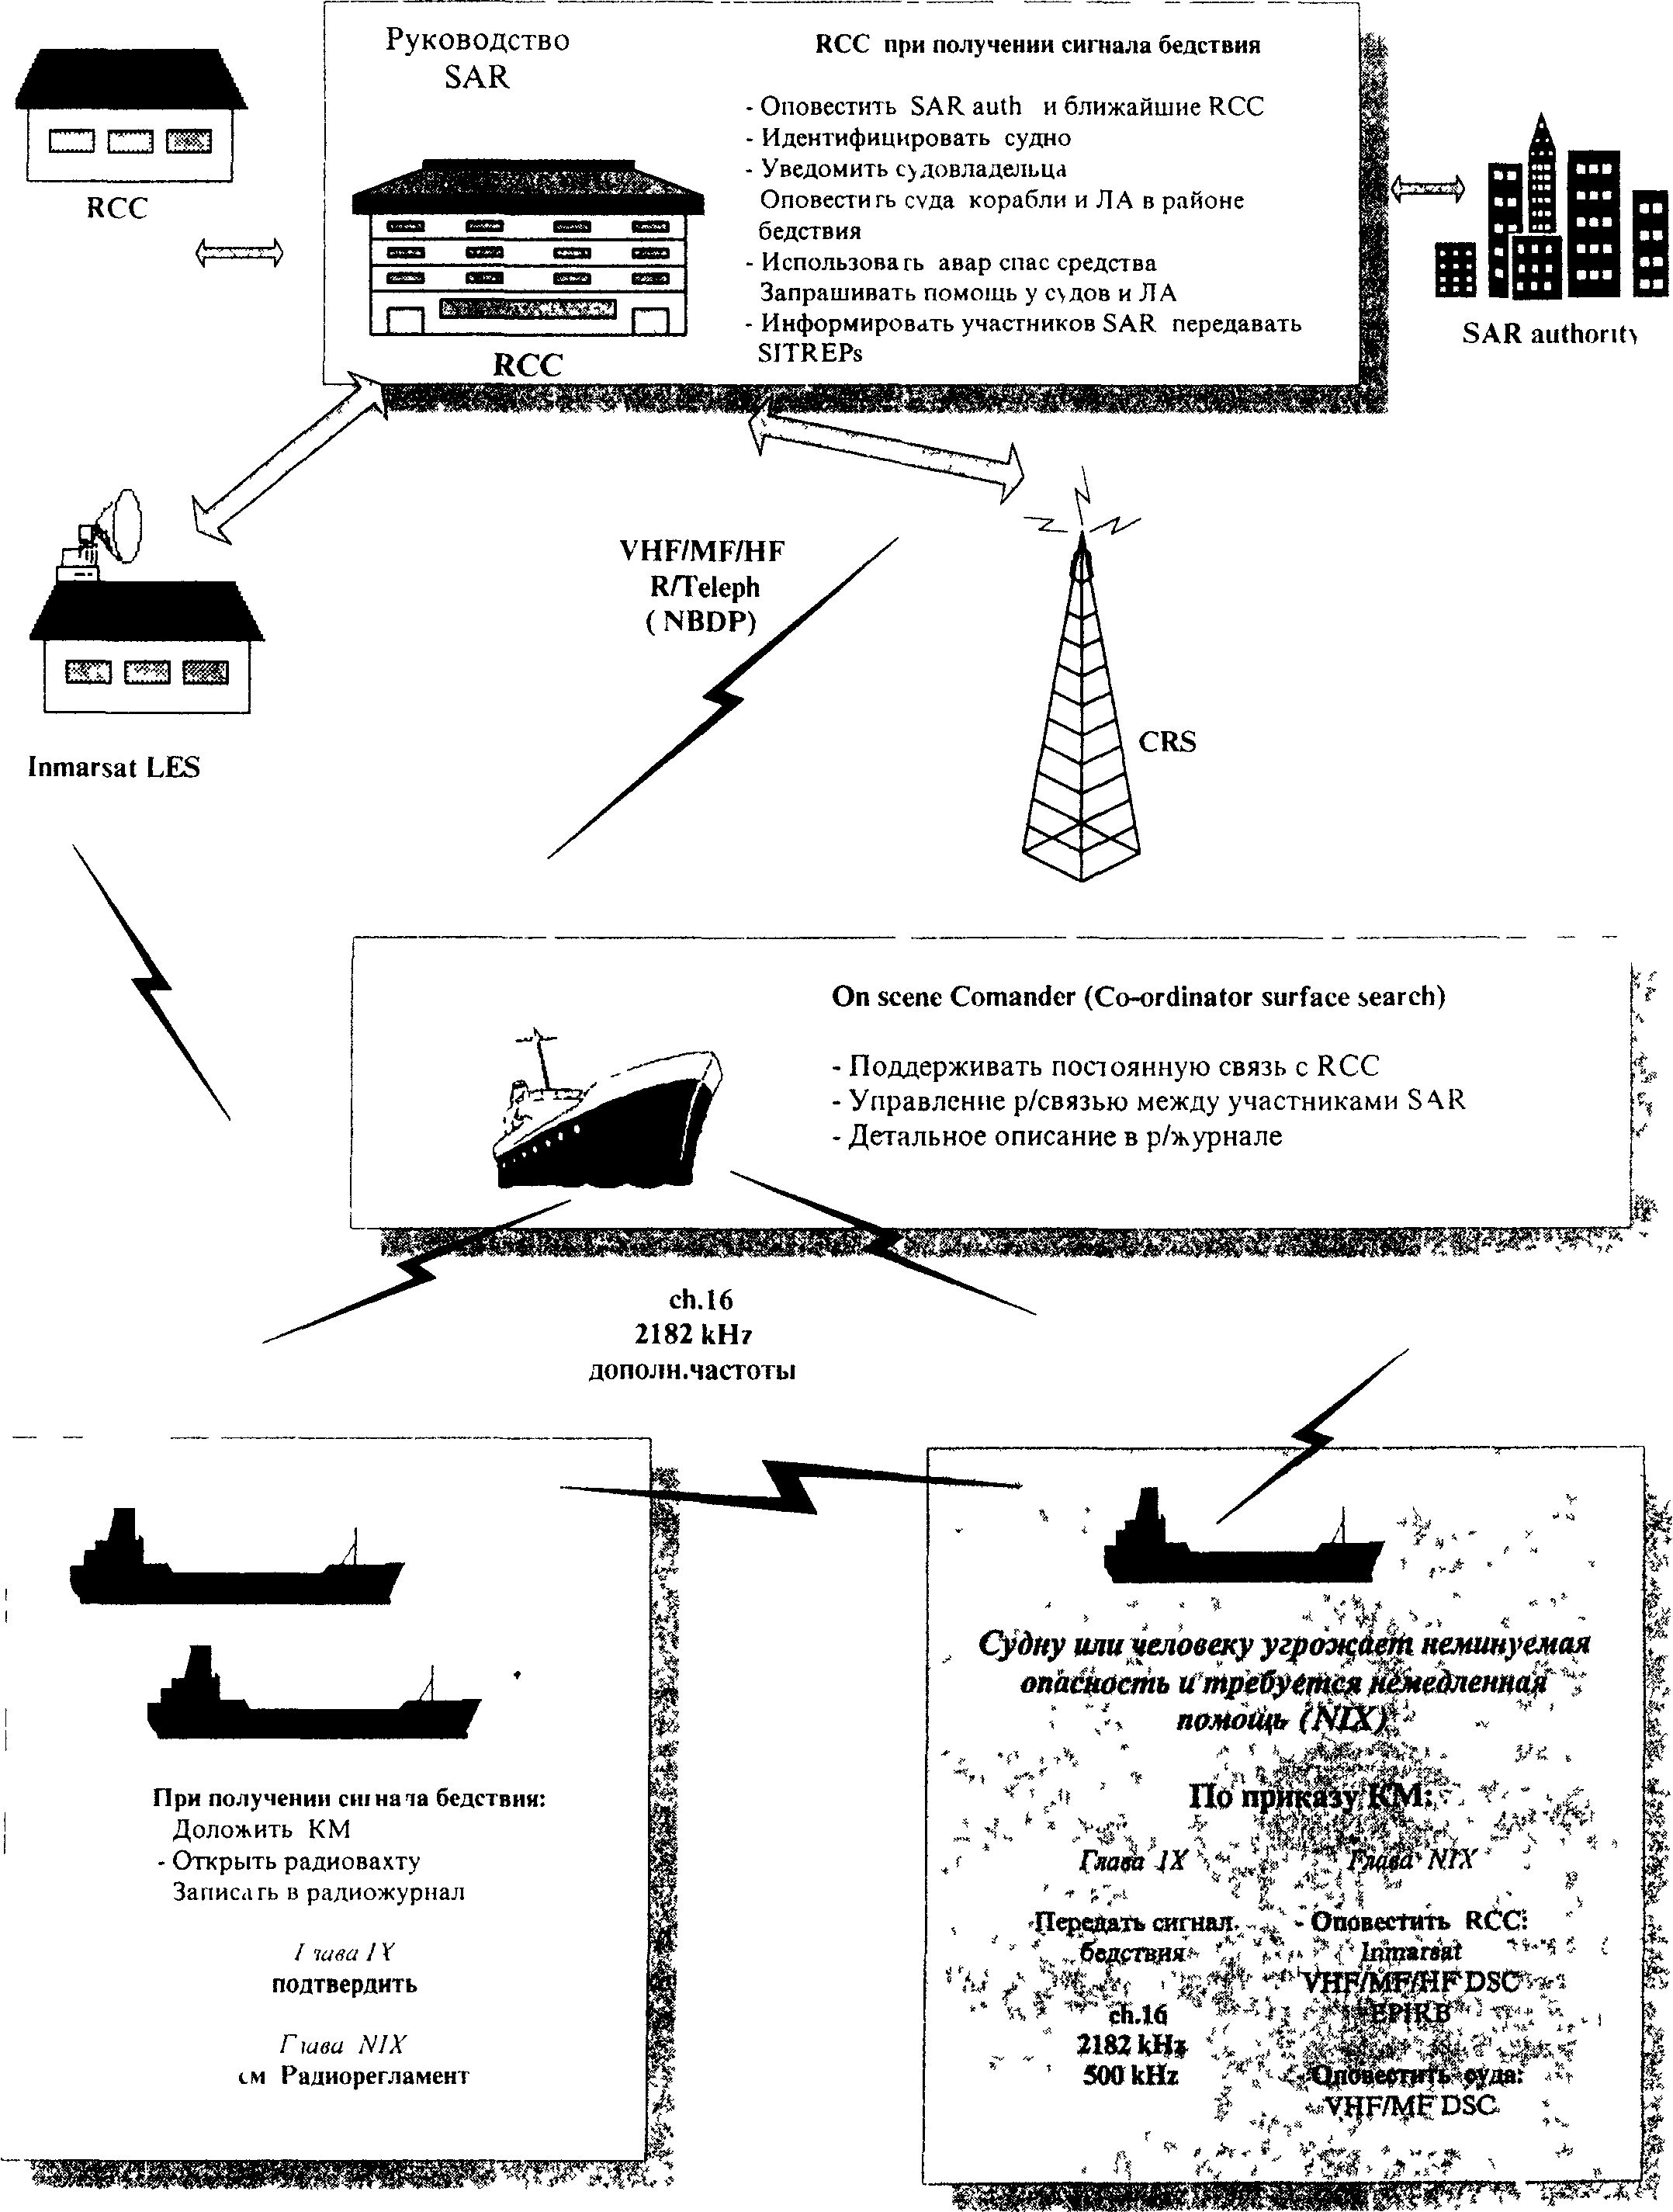 Руководство
SAR
RCC
RCC
RCC при получении сигнала бедствия
- Оповестить SAR auth и ближайшие RCC
- Идентифицировать судно
- Уведомить судовладельца
Оповестить суда корабли и ЛА в районе
бедствия
- Использовать авар спас средства
Запрашивать помощь у судов и ЛА
- Информировать участников SAR передавать
SITREPs
SAR authority
VHF/MF/HF
R/Teleph
( NBDP)
CRS
Inmarsat LES
On scene Comander (Co-ordinator surface search)
- Поддерживать постоянную связь с RCC
- Управление р/связью между участниками SAR
- Детальное описание в р/журнале
ch.16
2182 kHz
дополн.частоты
При получении сигнала бедствия:
Доложить КМ
- Открыть радиовахту
Записать в радиожурнал
Глава IX
подтвердить
Глава NIX
см Радиорегламент
Судну или человеку угрожает неминуемая
опасность и требуется немедленная
помощь (NIX)
По приказу КМ:
Глава IX
Передать сигнал
бедствия
ch.16
2182 kHz
500 kHz
Глава NIX
- Оповестить RCC:
Inmarsat
VHF/MF/HF DSC
EPIRB
- Оповестить суда:
VHF/MF DSC